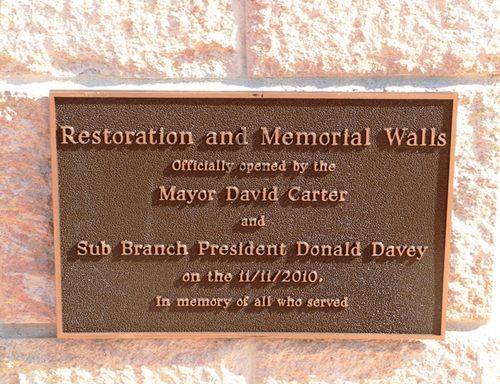 Restoration and Memorial Walls
Officially opened by the
Mayor David Carter
and
Sub Branch President Donald Davey
on the 11/11/2010.
In memory of all who served